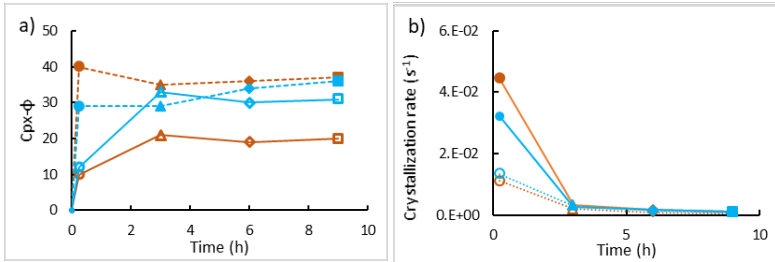 a)
50
40
30
20
10
0
Cpx-ϕ
0 2 4 6 8 10
Time (h)
b)
6.E-02
4.E-02
2.E-02
0.E+00
Crystallization rate (s⁻¹)
0 5 10
Time (h)